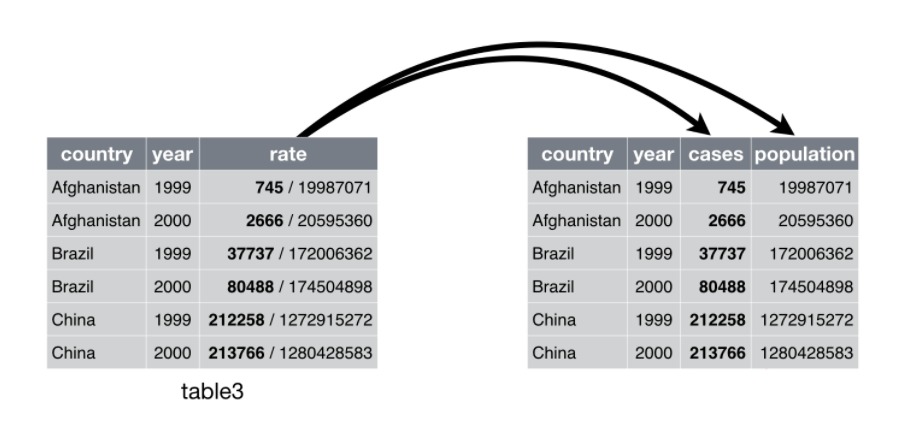 country year rate
Afghanistan 1999 745 / 19987071
Afghanistan 2000 2666 / 20595360
Brazil 1999 37737 / 172006362
Brazil 2000 80488 / 174504898
China 1999 212258 / 1272915272
China 2000 213766 / 1280428583
table3
country year cases population
Afghanistan 1999 745 19987071
Afghanistan 2000 2666 20595360
Brazil 1999 37737 172006362
Brazil 2000 80488 174504898
China 1999 212258 1272915272
China 2000 213766 1280428583